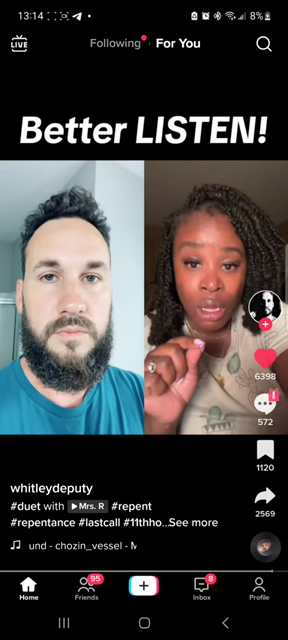 13:14
8%
LIVE
Following
For You
Better LISTEN!
6398
572
1120
2569
whitleydeputy
#duet with Mrs. R #repent
#repentance #lastcall #11thho...See more
und - chozin_vessel - M
95
8
Home
Friends
Inbox
Profile